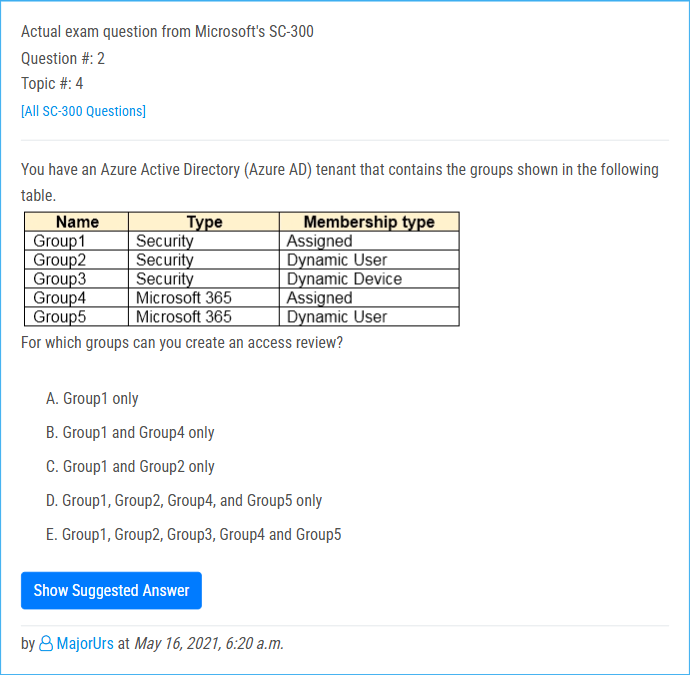 Actual exam question from Microsoft's SC-300
Question #: 2
Topic #: 4
[All SC-300 Questions]
You have an Azure Active Directory (Azure AD) tenant that contains the groups shown in the following
table.
Name Type Membership type
Group1 Security Assigned
Group2 Security Dynamic User
Group3 Security Dynamic Device
Group4 Microsoft 365 Assigned
Group5 Microsoft 365 Dynamic User
For which groups can you create an access review?
A. Group1 only
B. Group1 and Group4 only
C. Group1 and Group2 only
D. Group1, Group2, Group4, and Group5 only
E. Group1, Group2, Group3, Group4 and Group5
Show Suggested Answer
by MajorUrs at May 16, 2021, 6:20 a.m.